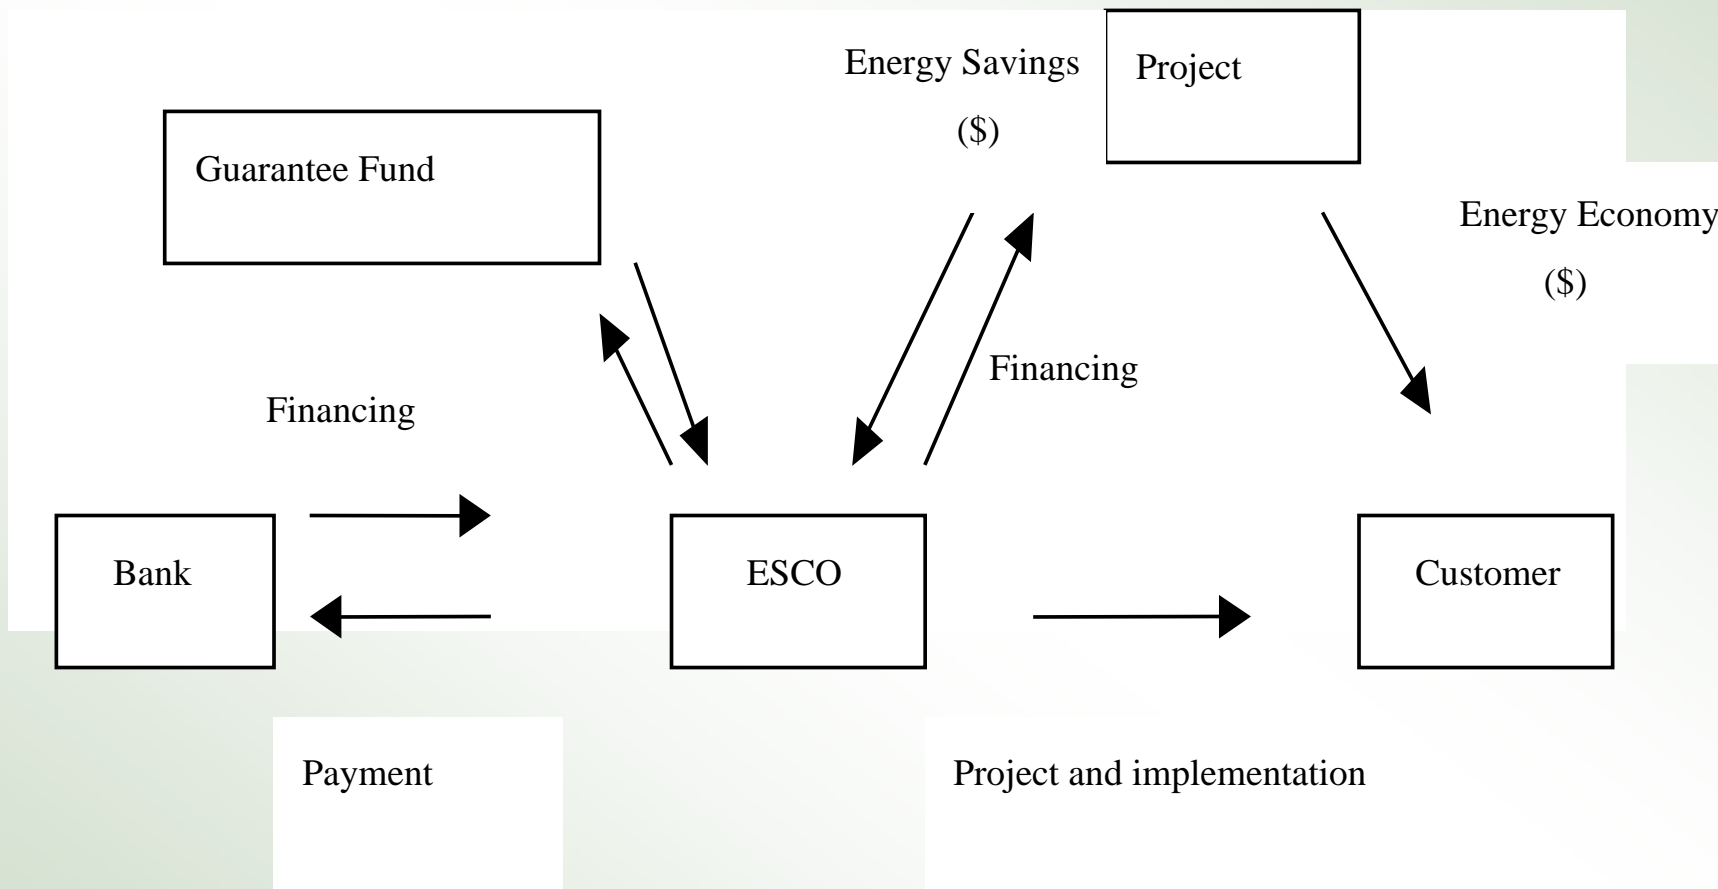 Energy Savings
($)
Project
Guarantee Fund
Energy Economy
($)
Financing
Financing
Bank
ESCO
Customer
Payment
Project and implementation